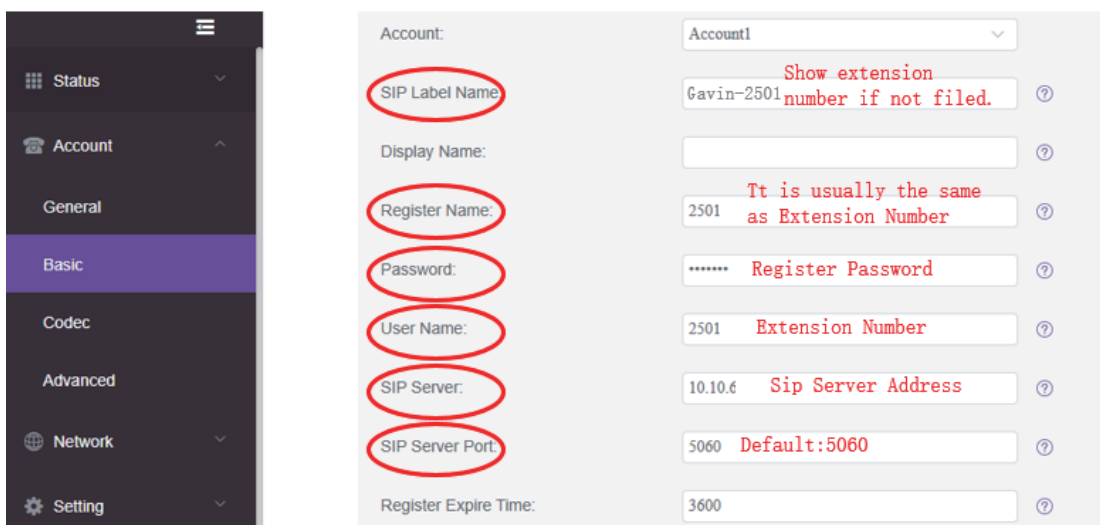 Account: Account1
SIP Label Name: Gavin-2501 Show extension
number if not filed.
Display Name:
Register Name: 2501 Tt is usually the same
as Extension Number
Password: ••••••• Register Password
User Name: 2501 Extension Number
SIP Server: 10.10.6 Sip Server Address
SIP Server Port: 5060 Default:5060
Register Expire Time: 3600
Status
Account
General
Basic
Codec
Advanced
Network
Setting